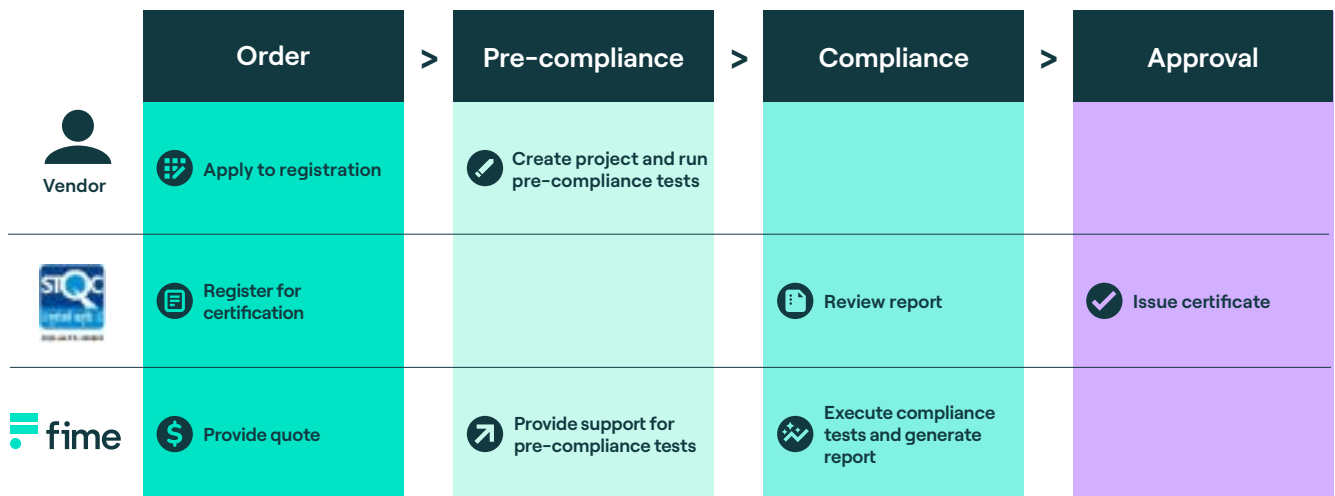 Order
>
Pre-compliance
>
Compliance
>
Approval
Vendor
Apply to registration
Create project and run
pre-compliance tests
STQC
Register for
certification
Review report
Issue certificate
fime
$
Provide quote
Provide support for
pre-compliance tests
Execute compliance
tests and generate
report